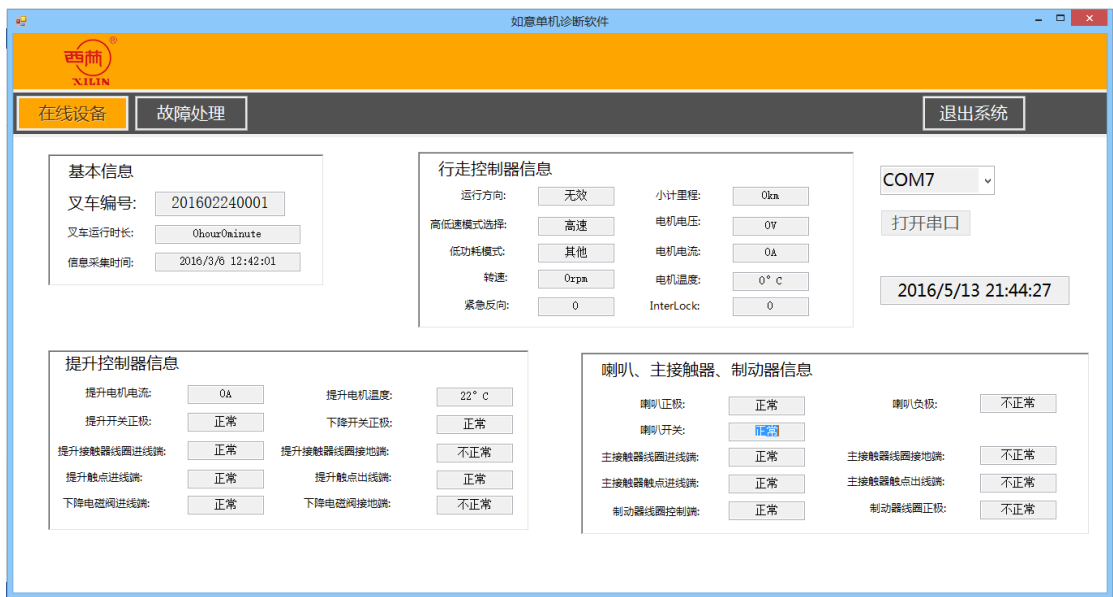 如意单机诊断软件
西林®
XILIN
在线设备 故障处理 退出系统
基本信息
叉车编号: 201602240001
叉车运行时长: 0hour0minute
信息采集时间: 2016/3/6 12:42:01
行走控制器信息
运行方向: 无效 小计里程: 0km
高低速模式选择: 高速 电机电压: 0V
低功耗模式: 其他 电机电流: 0A
转速: 0rpm 电机温度: 0° C
紧急反向: 0 InterLock: 0
COM7
打开串口
2016/5/13 21:44:27
提升控制器信息
提升电机电流: 0A 提升电机温度: 22° C
提升开关正极: 正常 下降开关正极: 正常
提升接触器线圈进线端: 正常 提升接触器线圈接地端: 不正常
提升触点进线端: 正常 提升触点出线端: 正常
下降电磁阀进线端: 正常 下降电磁阀接地端: 不正常
喇叭、主接触器、制动器信息
喇叭正极: 正常 喇叭负极: 不正常
喇叭开关: 正常
主接触器线圈进线端: 正常 主接触器线圈接地端: 不正常
主接触器触点进线端: 正常 主接触器触点出线端: 不正常
制动器线圈控制端: 正常 制动器线圈正极: 不正常